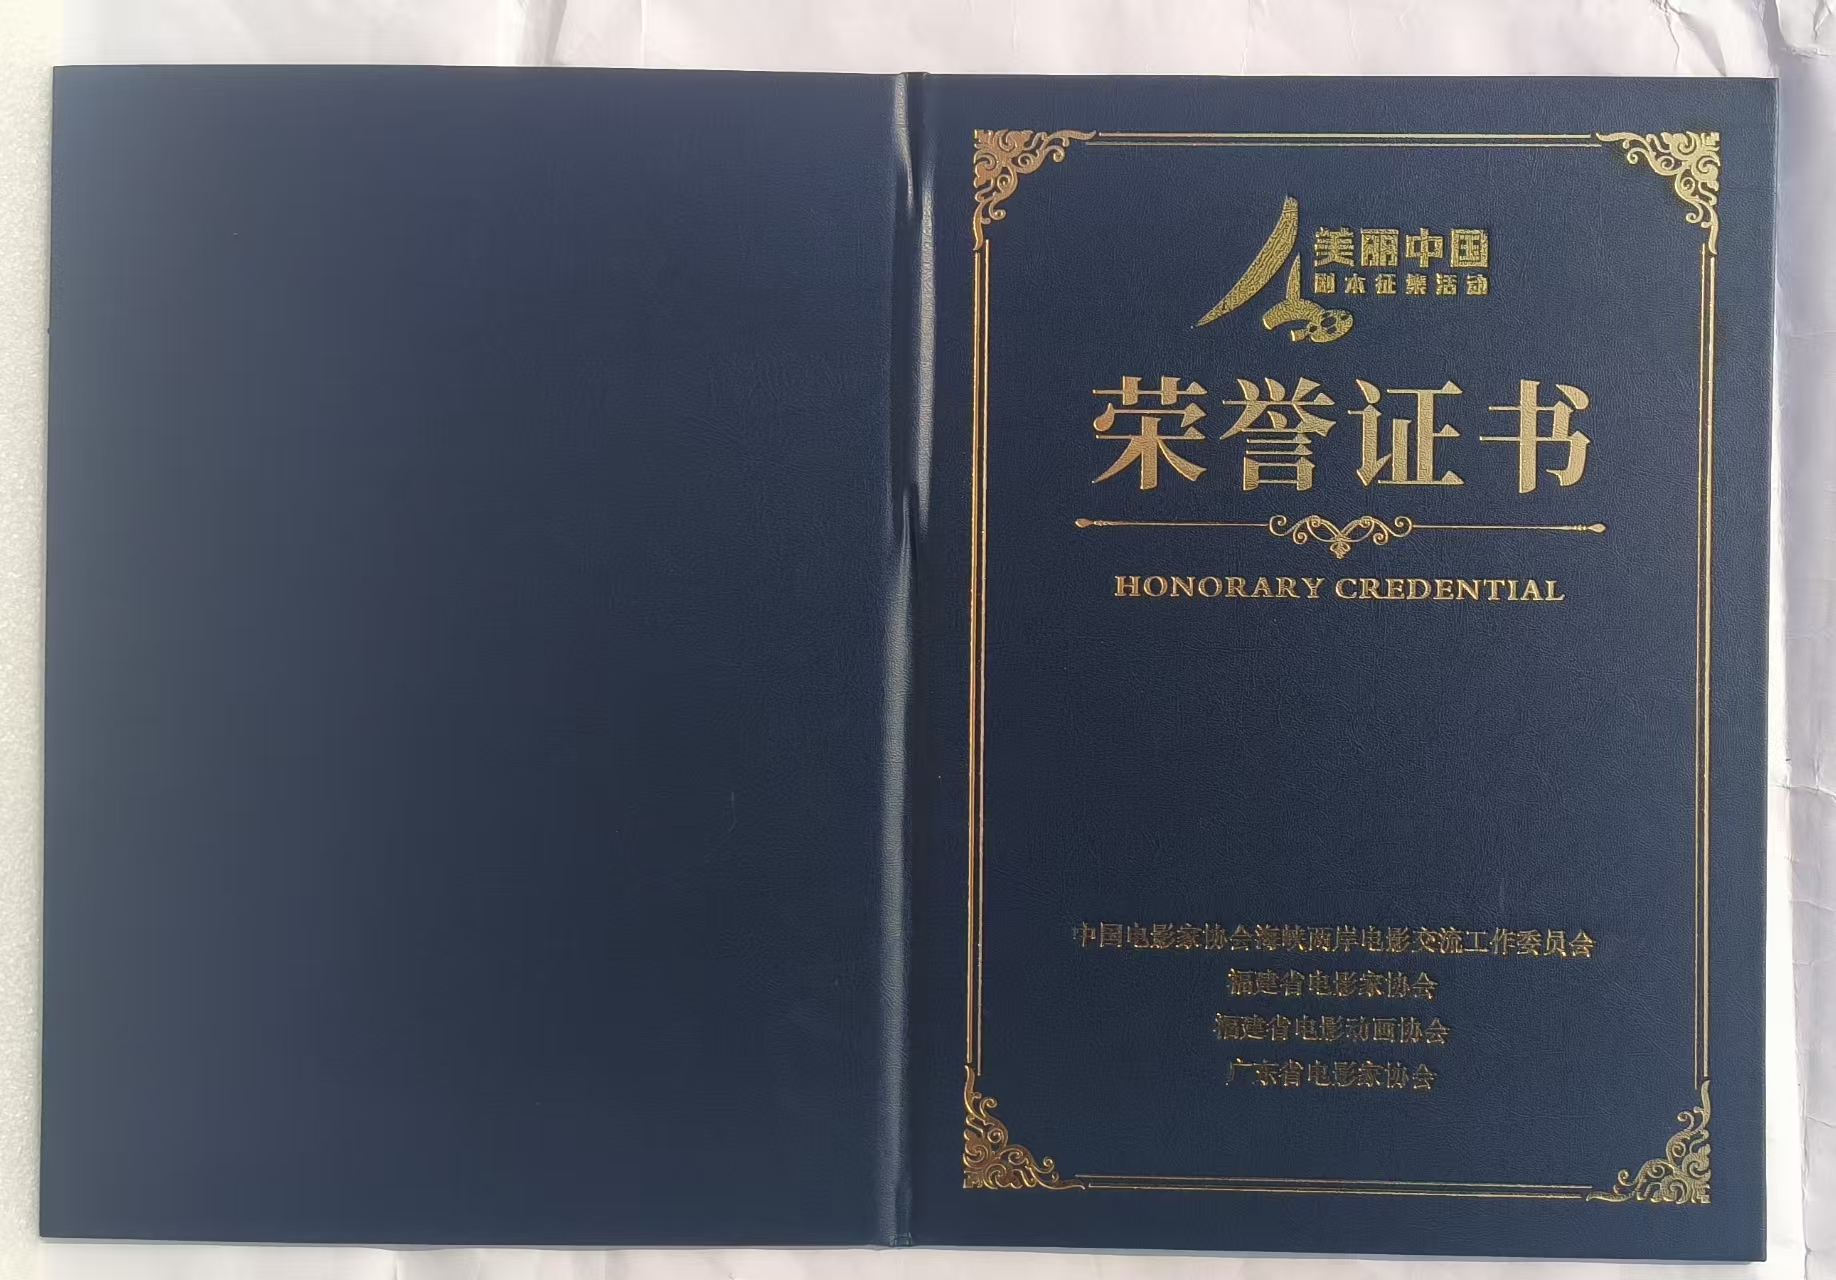 美丽中国
剧本征集活动
荣誉证书
HONORARY CREDENTIAL
中国电影家协会海峡两岸电影交流工作委员会
福建省电影家协会
福建省电影动画协会
广东省电影家协会